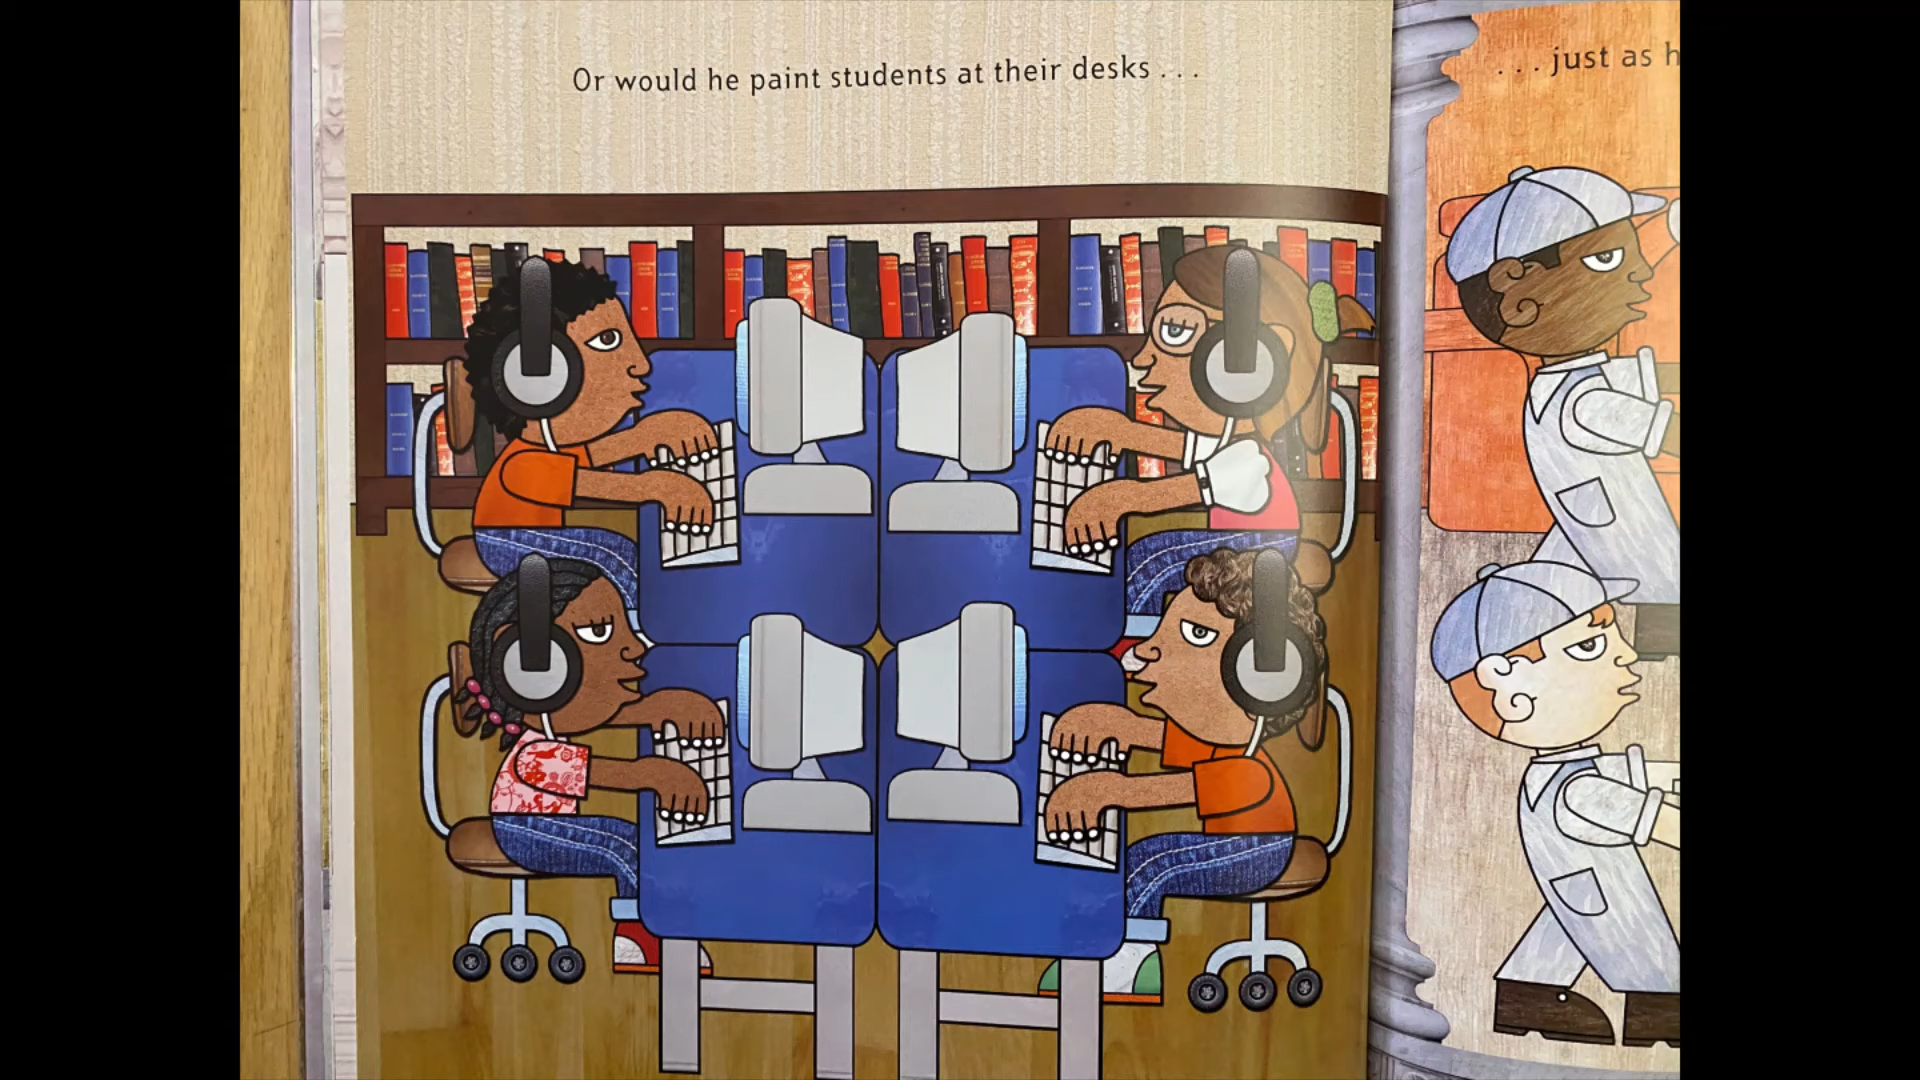 Or would he paint students at their desks . . .
. . . just as h